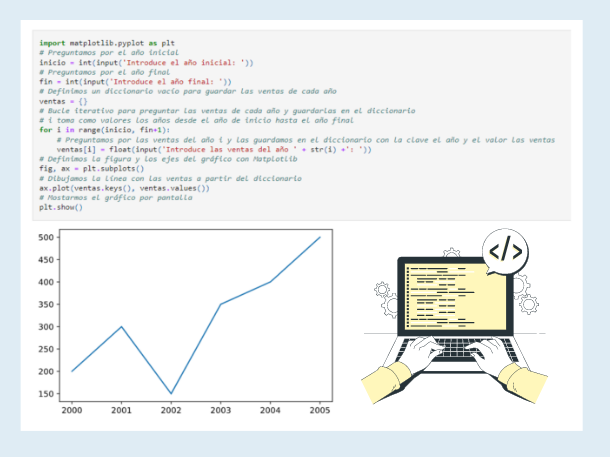 import matplotlib.pyplot as plt
# Preguntamos por el año inicial
inicio = int(input('Introduce el año inicial: '))
# Preguntamos por el año final
fin = int(input('Introduce el año final: '))
# Definimos un diccionario vacío para guardar las ventas de cada año
ventas = {}
# Bucle iterativo para preguntar las ventas de cada año y guardarlas en el diccionario
# i toma como valores los años desde el año de inicio hasta el año final
for i in range(inicio, fin+1):
# Preguntamos por las ventas del año i y las guardamos en el diccionario con la clave el año y el valor las ventas
ventas[i] = float(input('Introduce las ventas del año ' + str(i) +': '))
# Definimos la figura y los ejes del gráfico con Matplotlib
fig, ax = plt.subplots()
# Dibujamos la línea con las ventas a partir del diccionario
ax.plot(ventas.keys(), ventas.values())
# Mostarmos el gráfico por pantalla
plt.show()
500
450
400
350
300
250
200
150
2000 2001 2002 2003 2004 2005
</>